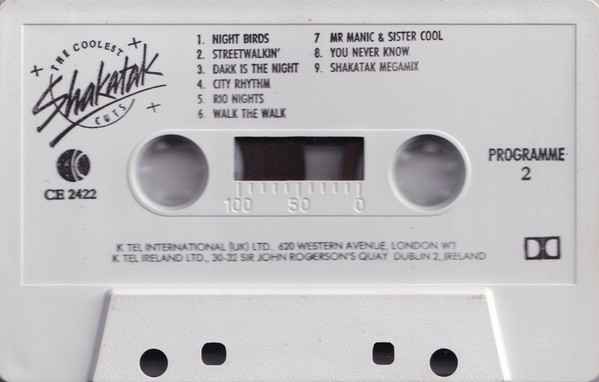 THE COOLEST
Shakatak
CUTS
1. NIGHT BIRDS
2. STREETWALKIN'
3. DARK IS THE NIGHT
4. CITY RHYTHM
5. RIO NIGHTS
6. WALK THE WALK
7 MR MANIC & SISTER COOL
8. YOU NEVER KNOW
9. SHAKATAK MEGAMIX
K
CE 2422
PROGRAMME
2
100 50 0
K TEL INTERNATIONAL (UK) LTD., 620 WESTERN AVENUE, LONDON W3
K TEL IRELAND LTD., 30-32 SIR JOHN ROGERSON'S QUAY DUBLIN 2, IRELAND